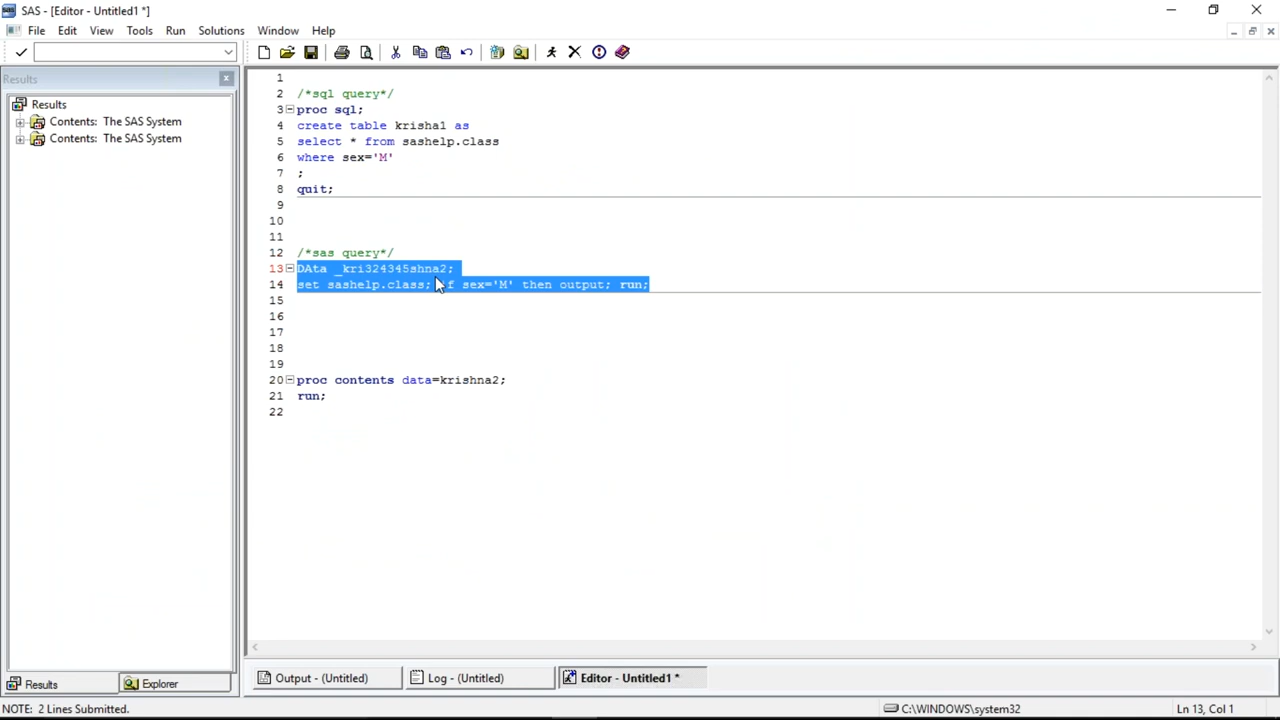 SAS - [Editor - Untitled1 *]
File Edit View Tools Run Solutions Window Help
Results
Results
Contents: The SAS System
Contents: The SAS System
1
2 /*sql query*/
3 proc sql;
4 create table krisha1 as
5 select * from sashelp.class
6 where sex='M'
7 ;
8 quit;
9
10
11
12 /*sas query*/
13 DAta _kri324345shna2;
14 set sashelp.class; if sex='M' then output; run;
15
16
17
18
19
20 proc contents data=krishna2;
21 run;
22
Results Explorer
Output - (Untitled) Log - (Untitled) Editor - Untitled1 *
NOTE: 2 Lines Submitted. C:\WINDOWS\system32 Ln 13, Col 1